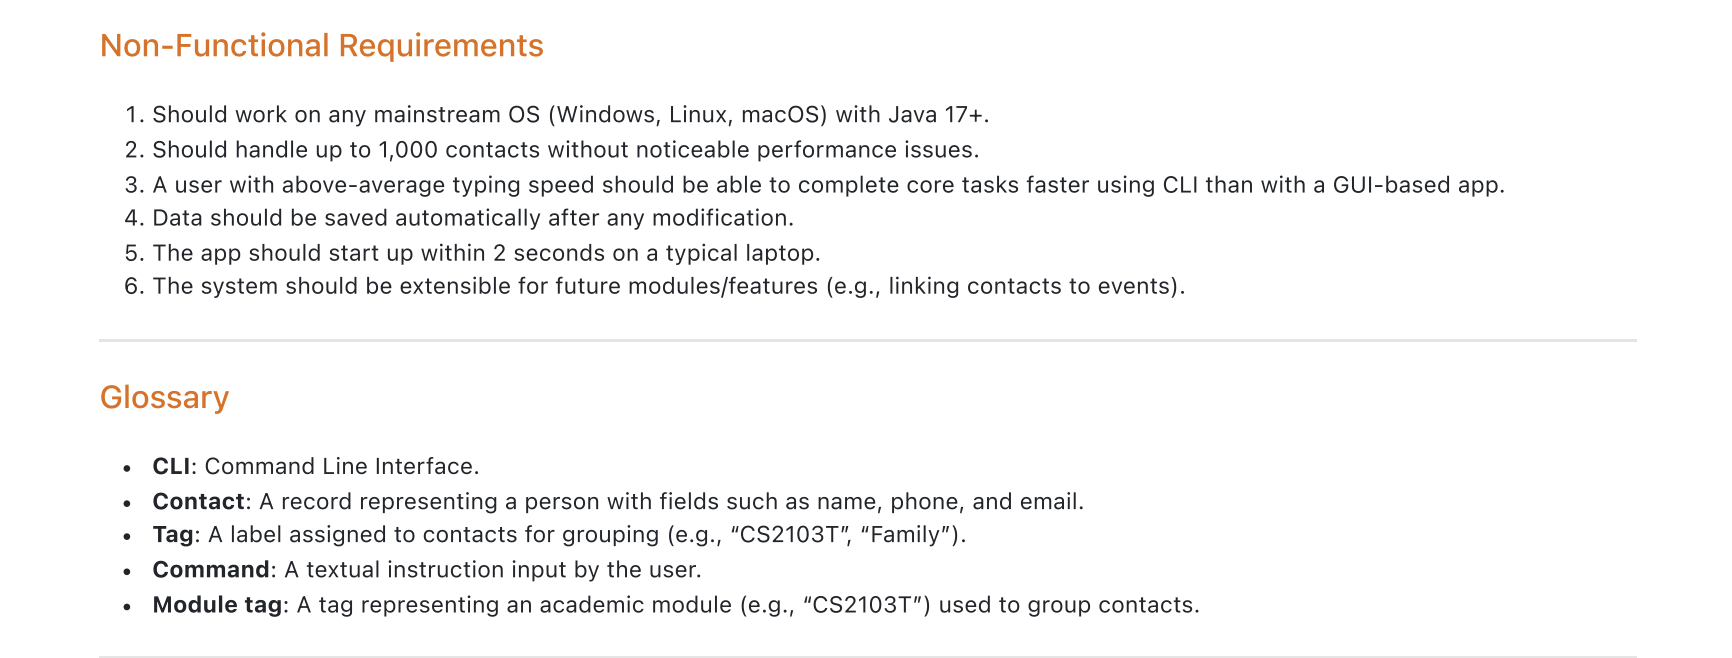 Non-Functional Requirements
1. Should work on any mainstream OS (Windows, Linux, macOS) with Java 17+.
2. Should handle up to 1,000 contacts without noticeable performance issues.
3. A user with above-average typing speed should be able to complete core tasks faster using CLI than with a GUI-based app.
4. Data should be saved automatically after any modification.
5. The app should start up within 2 seconds on a typical laptop.
6. The system should be extensible for future modules/features (e.g., linking contacts to events).
Glossary
• CLI: Command Line Interface.
• Contact: A record representing a person with fields such as name, phone, and email.
• Tag: A label assigned to contacts for grouping (e.g., “CS2103T”, “Family”).
• Command: A textual instruction input by the user.
• Module tag: A tag representing an academic module (e.g., “CS2103T”) used to group contacts.